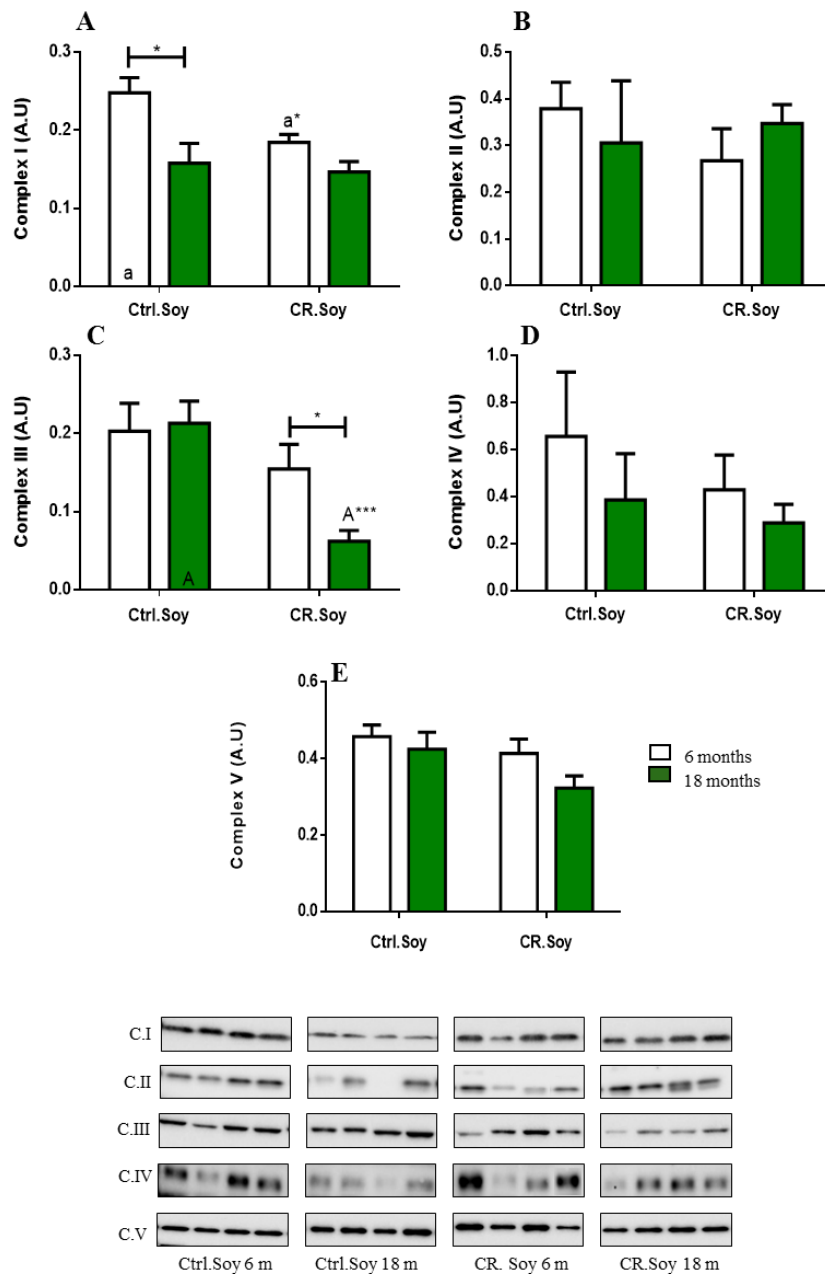 A
Complex I (A.U)
0.3
0.2
0.1
0.0
*
a*
a
Ctrl.Soy CR.Soy
B
Complex II (A.U)
0.5
0.4
0.3
0.2
0.1
0.0
Ctrl.Soy CR.Soy
C
Complex III (A.U)
0.3
0.2
0.1
0.0
*
A***
A
Ctrl.Soy CR.Soy
D
Complex IV (A.U)
1.0
0.8
0.6
0.4
0.2
0.0
Ctrl.Soy CR.Soy
E
Complex V (A.U)
0.6
0.4
0.2
0.0
Ctrl.Soy CR.Soy
6 months
18 months
C.I
C.II
C.III
C.IV
C.V
Ctrl.Soy 6 m Ctrl.Soy 18 m CR. Soy 6 m CR.Soy 18 m